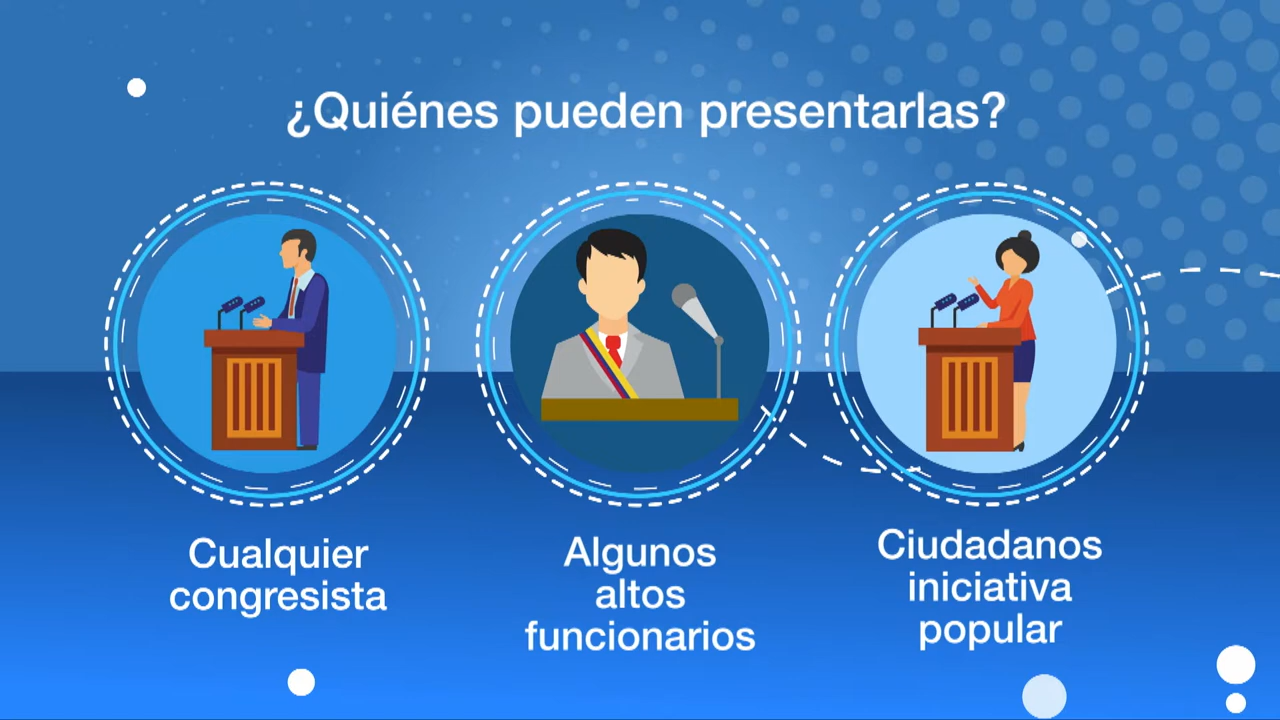 ¿Quiénes pueden presentarlas?
Cualquier
congresista
Algunos
altos
funcionarios
Ciudadanos
iniciativa
popular